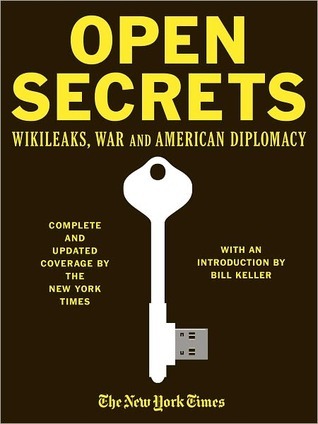 OPEN
SECRETS
WIKILEAKS, WAR AND AMERICAN DIPLOMACY
COMPLETE
AND
UPDATED
COVERAGE BY
THE
NEW YORK
TIMES
WITH AN
INTRODUCTION BY
BILL KELLER
The New York Times